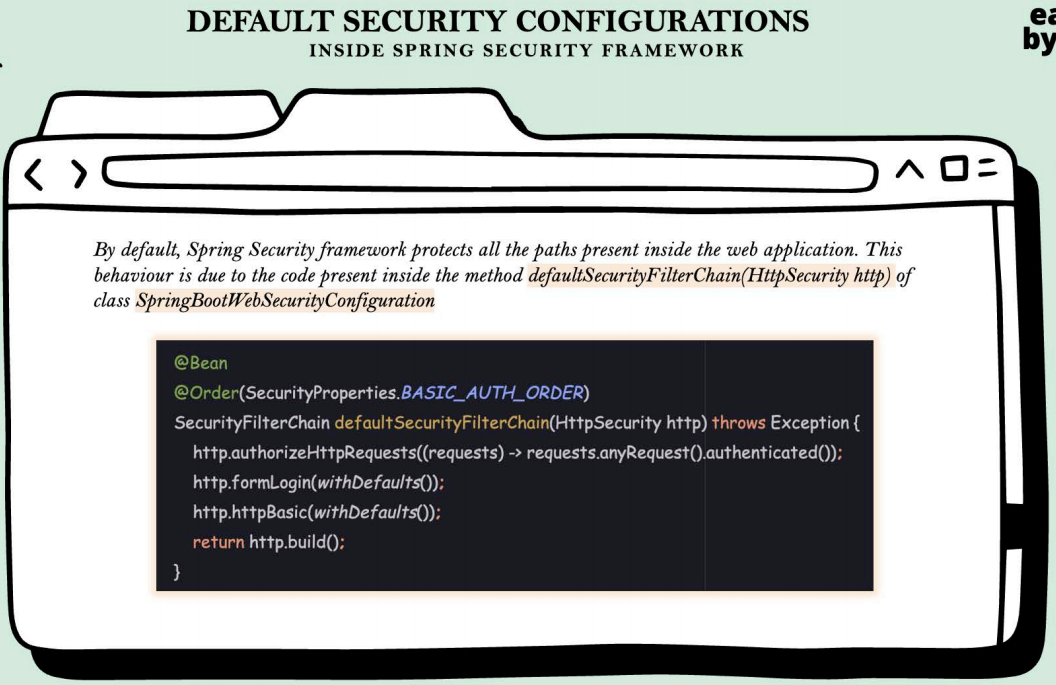 DEFAULT SECURITY CONFIGURATIONS
INSIDE SPRING SECURITY FRAMEWORK
By default, Spring Security framework protects all the paths present inside the web application. This
behaviour is due to the code present inside the method defaultSecurityFilterChain(HttpSecurity http) of
class SpringBootWebSecurityConfiguration
@Bean
@Order(SecurityProperties.BASIC_AUTH_ORDER)
SecurityFilterChain defaultSecurityFilterChain(HttpSecurity http) throws Exception {
http.authorizeHttpRequests((requests) -> requests.anyRequest().authenticated());
http.formLogin(withDefaults());
http.httpBasic(withDefaults());
return http.build();
}